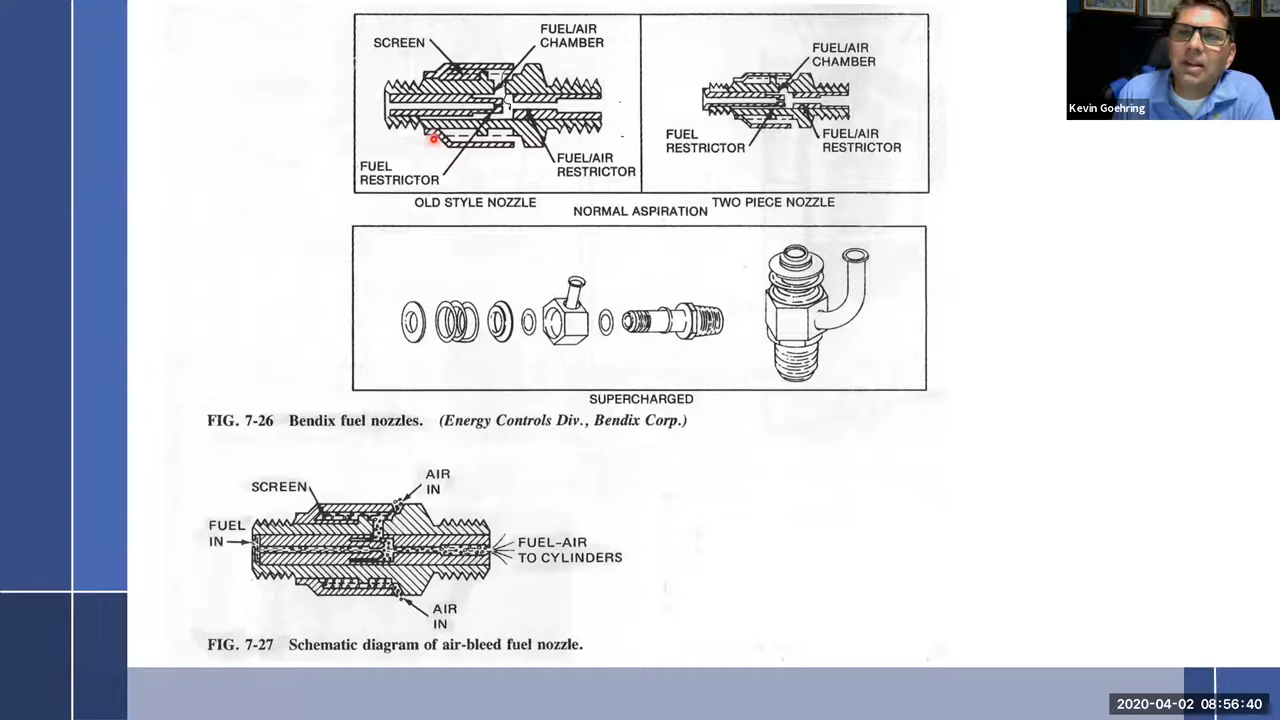 FUEL/AIR
CHAMBER
SCREEN
FUEL
RESTRICTOR
FUEL/AIR
RESTRICTOR
FUEL/AIR
CHAMBER
FUEL
RESTRICTOR
FUEL/AIR
RESTRICTOR
OLD STYLE NOZZLE
NORMAL ASPIRATION
TWO PIECE NOZZLE
SUPERCHARGED
FIG. 7-26 Bendix fuel nozzles. (Energy Controls Div., Bendix Corp.)
AIR
IN
SCREEN
FUEL
IN
FUEL-AIR
TO CYLINDERS
AIR
IN
FIG. 7-27 Schematic diagram of air-bleed fuel nozzle.
Kevin Goehring
2020-04-02 08:56:40